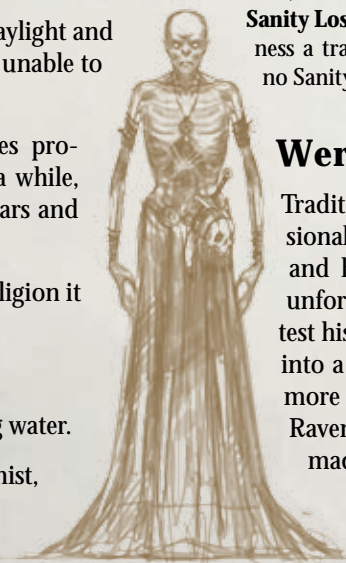 aylight and
unable to
es pro-
a while,
ars and
ligion it
g water.
nist,
Sanity Los
ness a tra
no Sanity
Wer
Tradit
sional
and l
unfor
test his
into a
more
Raver
mac